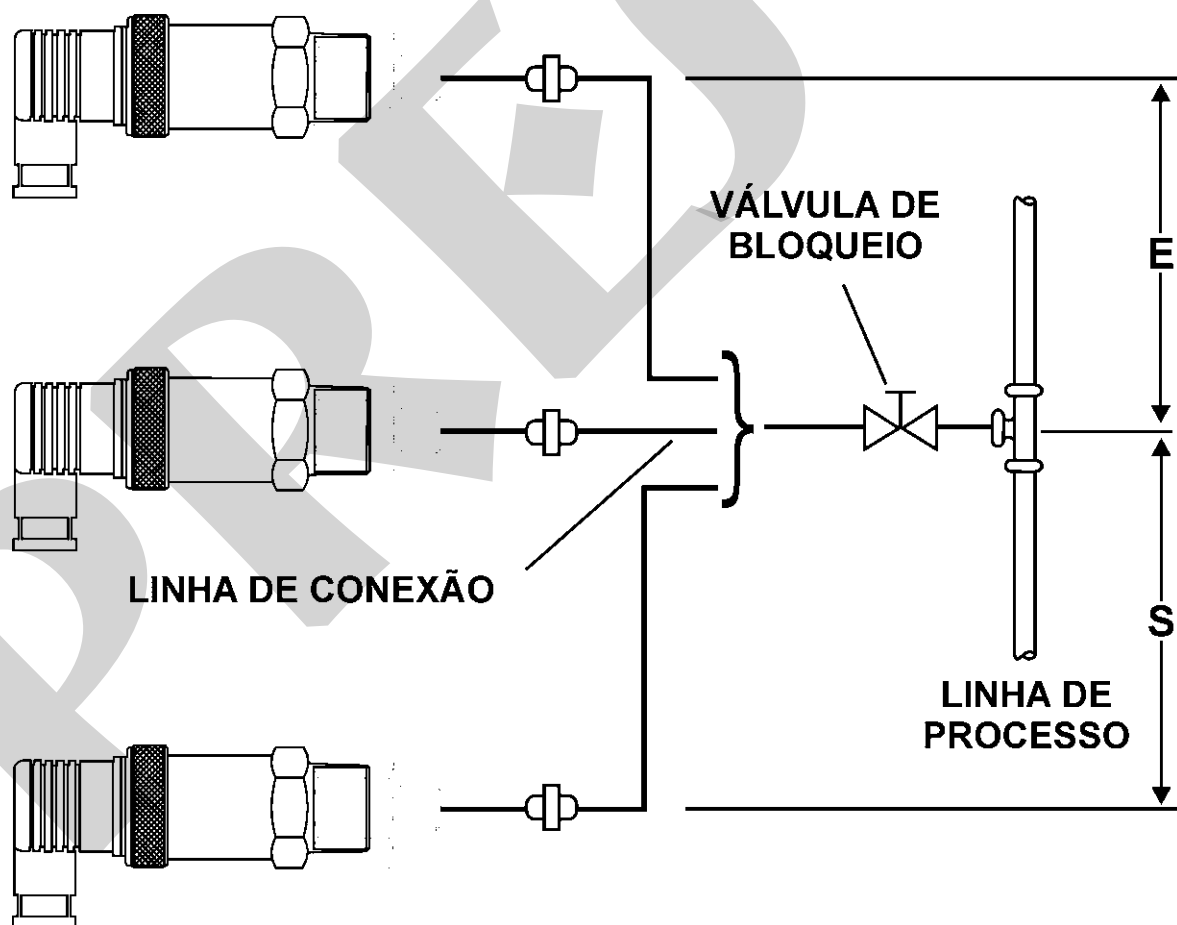 VÁLVULA DE
BLOQUEIO
E
LINHA DE CONEXÃO
S
LINHA DE
PROCESSO